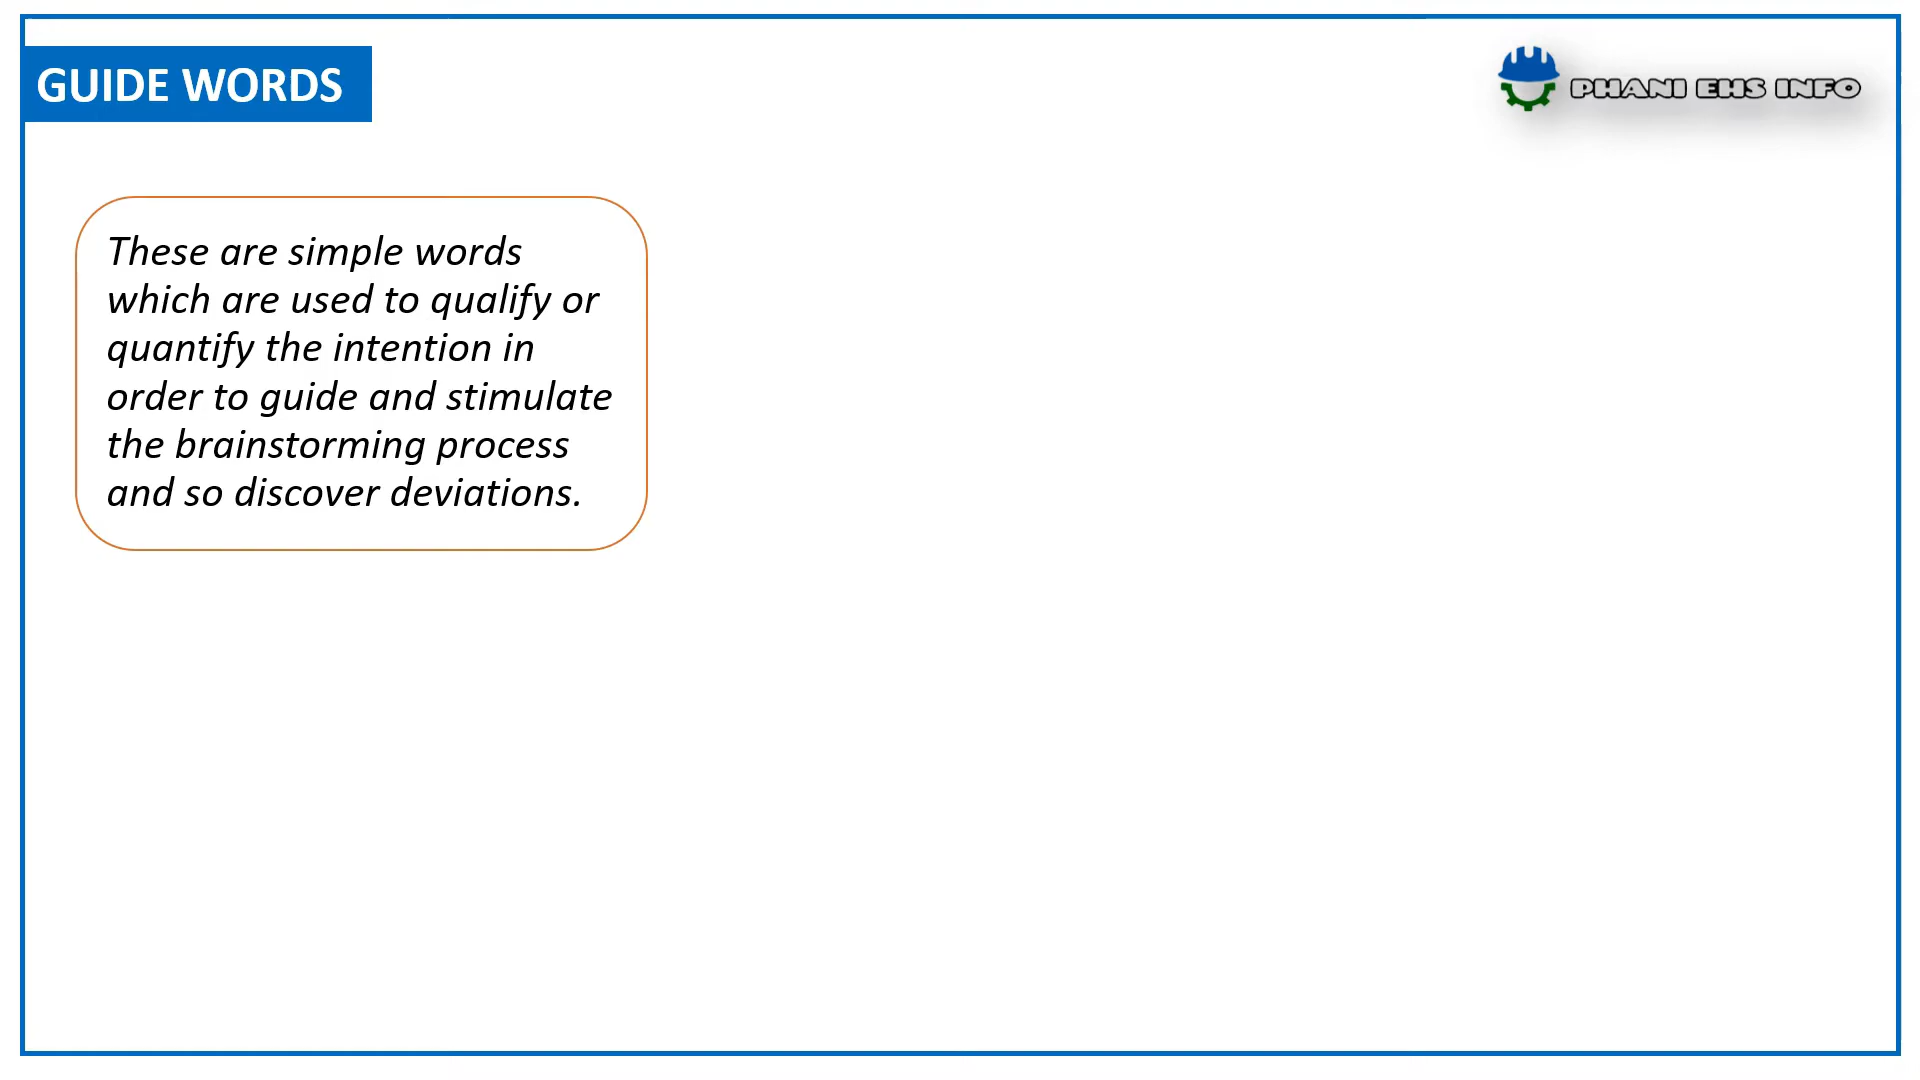 GUIDE WORDS
PHANI EHS INFO
These are simple words
which are used to qualify or
quantify the intention in
order to guide and stimulate
the brainstorming process
and so discover deviations.